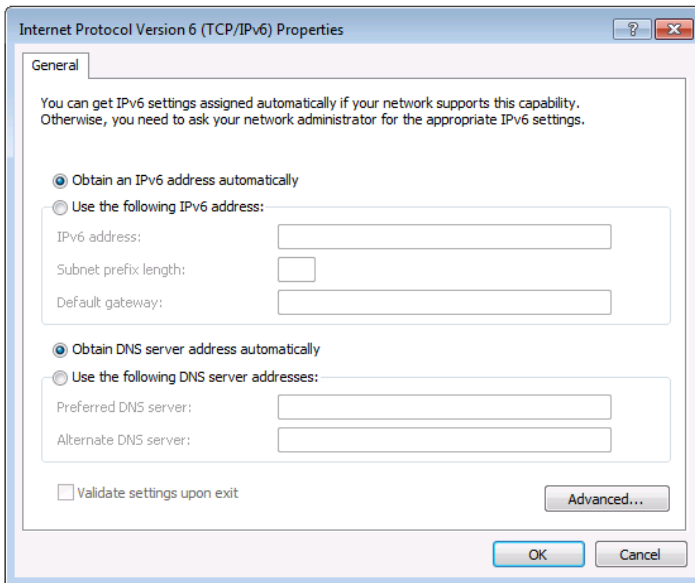 Internet Protocol Version 6 (TCP/IPv6) Properties
General
You can get IPv6 settings assigned automatically if your network supports this capability.
Otherwise, you need to ask your network administrator for the appropriate IPv6 settings.
Obtain an IPv6 address automatically
Use the following IPv6 address:
IPv6 address:
Subnet prefix length:
Default gateway:
Obtain DNS server address automatically
Use the following DNS server addresses:
Preferred DNS server:
Alternate DNS server:
Validate settings upon exit
Advanced...
OK Cancel